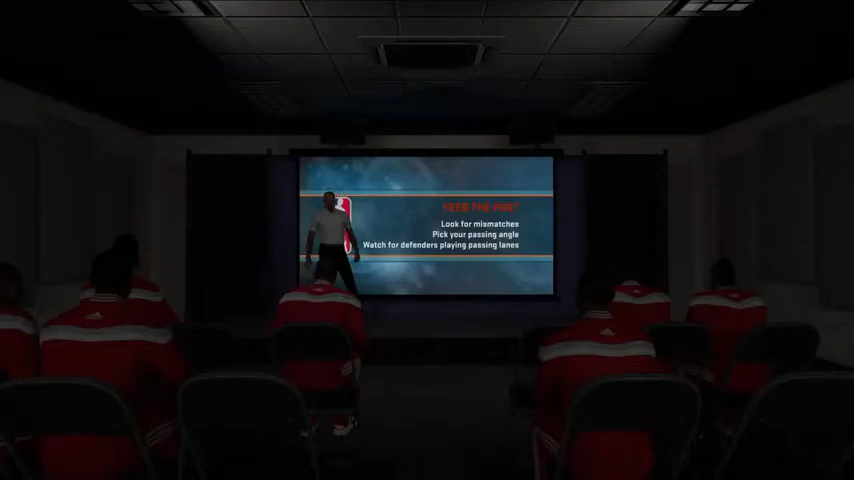 FEED THE POST
Look for mismatches
Pick your passing angle
Watch for defenders playing passing lanes